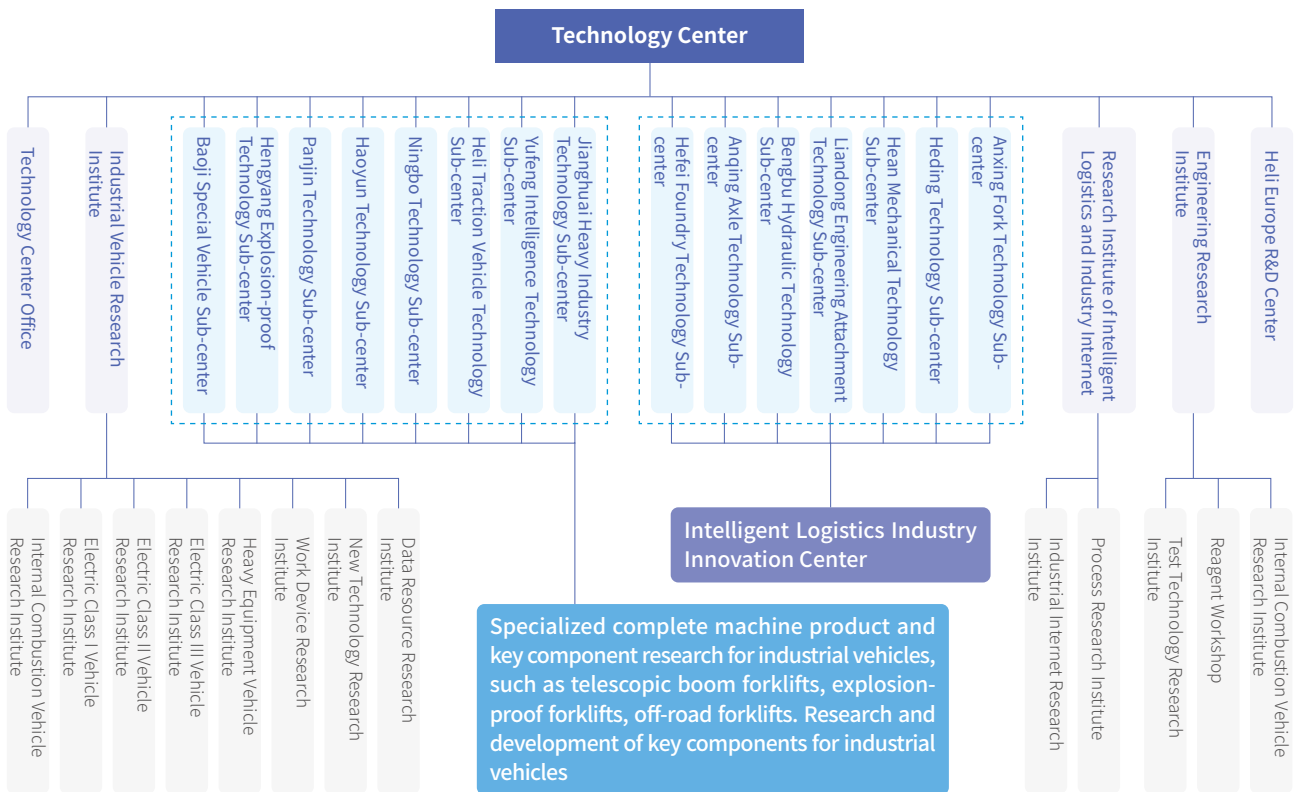 Technology Center
Technology Center Office
Industrial Vehicle Research
Institute
Baoji Special Vehicle Sub-center
Hengyang Explosion-proof
Technology Sub-center
Panjin Technology Sub-center
Haoyun Technology Sub-center
Ningbo Technology Sub-center
Heli Traction Vehicle Technology
Sub-center
Yufeng Intelligence Technology
Sub-center
Jianghuai Heavy Industry
Technology Sub-center
Hefei Foundry Technology Sub-
center
Anqing Axle Technology Sub-
center
Bengbu Hydraulic Technology
Sub-center
Liandong Engineering Attachment
Technology Sub-center
Hean Mechanical Technology
Sub-center
Heding Technology Sub-center
Anxing Fork Technology Sub-
center
Research Institute of Intelligent
Logistics and Industry Internet
Engineering Research
Institute
Heli Europe R&D Center
Internal Combustion Vehicle
Research Institute
Electric Class I Vehicle
Research Institute
Electric Class II Vehicle
Research Institute
Electric Class III Vehicle
Research Institute
Heavy Equipment Vehicle
Research Institute
Work Device Research
Institute
New Technology Research
Institute
Data Resource Research
Institute
Specialized complete machine product and
key component research for industrial vehicles,
such as telescopic boom forklifts, explosion-
proof forklifts, off-road forklifts. Research and
development of key components for industrial
vehicles
Intelligent Logistics Industry
Innovation Center
Industrial Internet Research
Institute
Process Research Institute
Test Technology Research
Institute
Reagent Workshop
Internal Combustion Vehicle
Research Institute